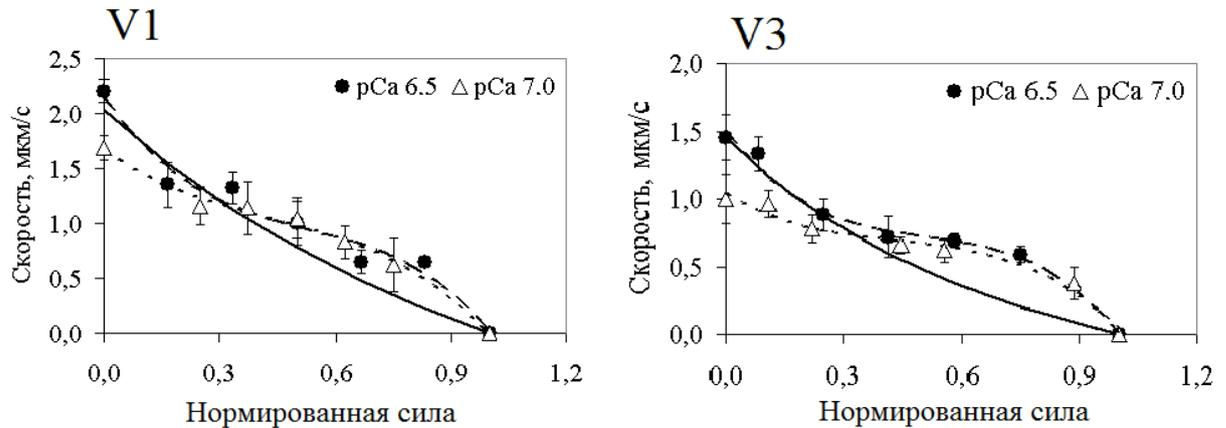 V1
2,5
2,0
1,5
1,0
0,5
0,0
Скорость, мкм/с
pCa 6.5 pCa 7.0
0,0 0,3 0,6 0,9 1,2
Нормированная сила
V3
2,0
1,5
1,0
0,5
0,0
Скорость, мкм/с
pCa 6.5 pCa 7.0
0,0 0,3 0,6 0,9 1,2
Нормированная сила